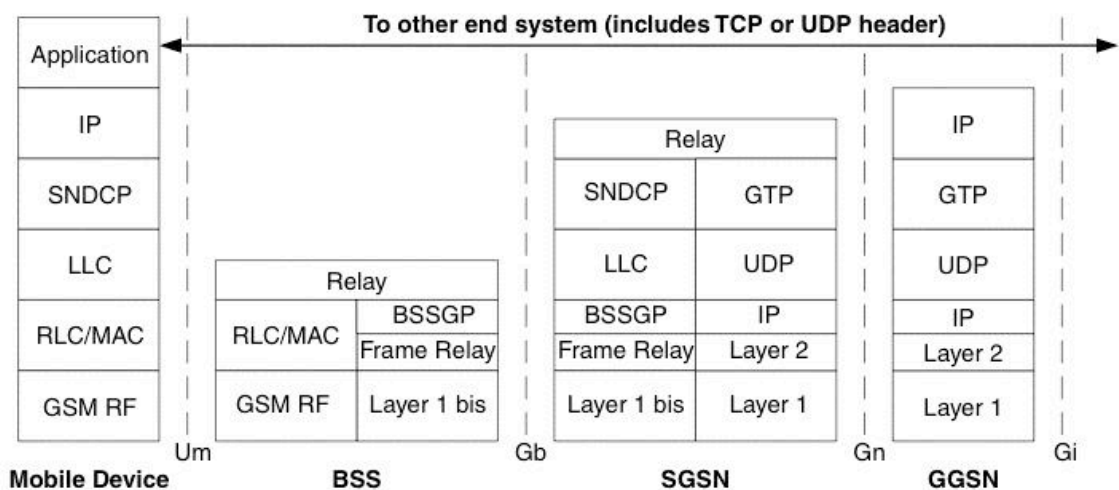 To other end system (includes TCP or UDP header)
Application
IP
SNDCP
LLC
RLC/MAC
GSM RF
Mobile Device
Um
Relay
RLC/MAC
BSSGP
Frame Relay
GSM RF
Layer 1 bis
BSS
Gb
Relay
SNDCP
GTP
LLC
UDP
BSSGP
IP
Frame Relay
Layer 2
Layer 1 bis
Layer 1
SGSN
Gn
IP
GTP
UDP
IP
Layer 2
Layer 1
GGSN
Gi